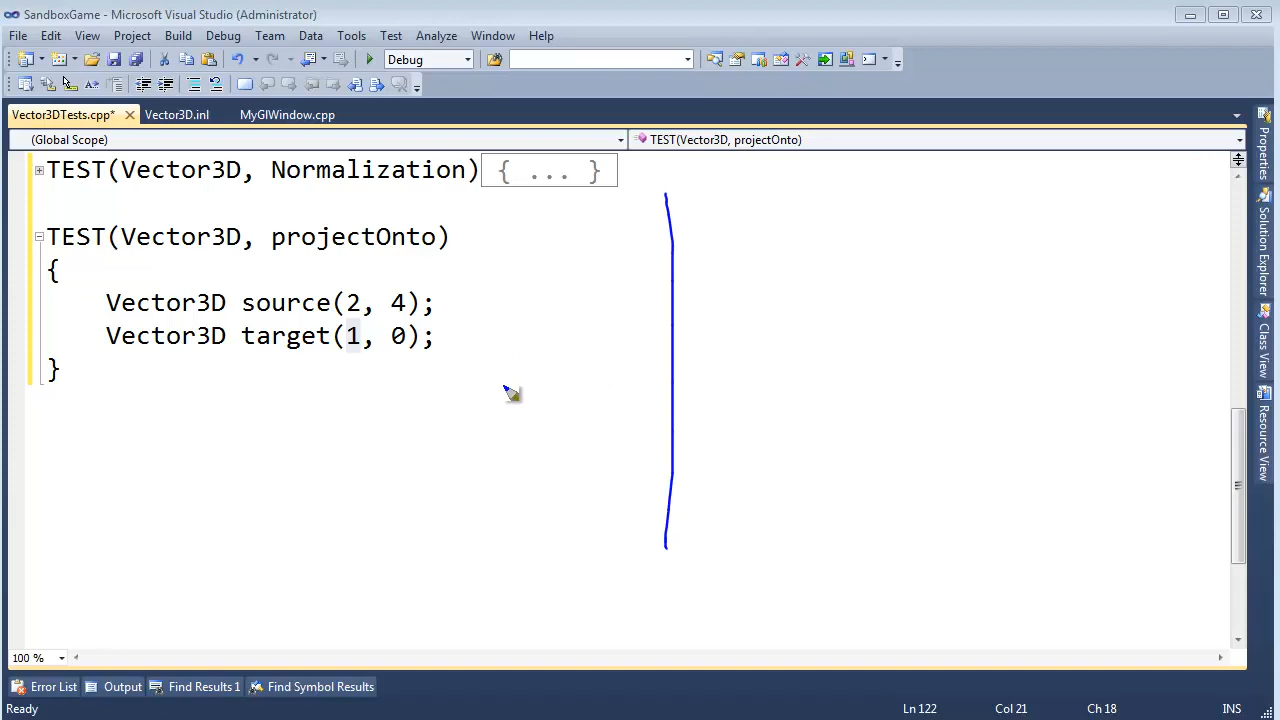 SandboxGame - Microsoft Visual Studio (Administrator)
File Edit View Project Build Debug Team Data Tools Test Analyze Window Help
Debug
Vector3DTests.cpp* Vector3D.inl MyGlWindow.cpp
(Global Scope) TEST(Vector3D, projectOnto)
TEST(Vector3D, Normalization){ ... }
TEST(Vector3D, projectOnto)
{
Vector3D source(2, 4);
Vector3D target(1, 0);
}
Properties
Solution Explorer
Class View
Resource View
100 %
Error List Output Find Results 1 Find Symbol Results
Ready Ln 122 Col 21 Ch 18 INS